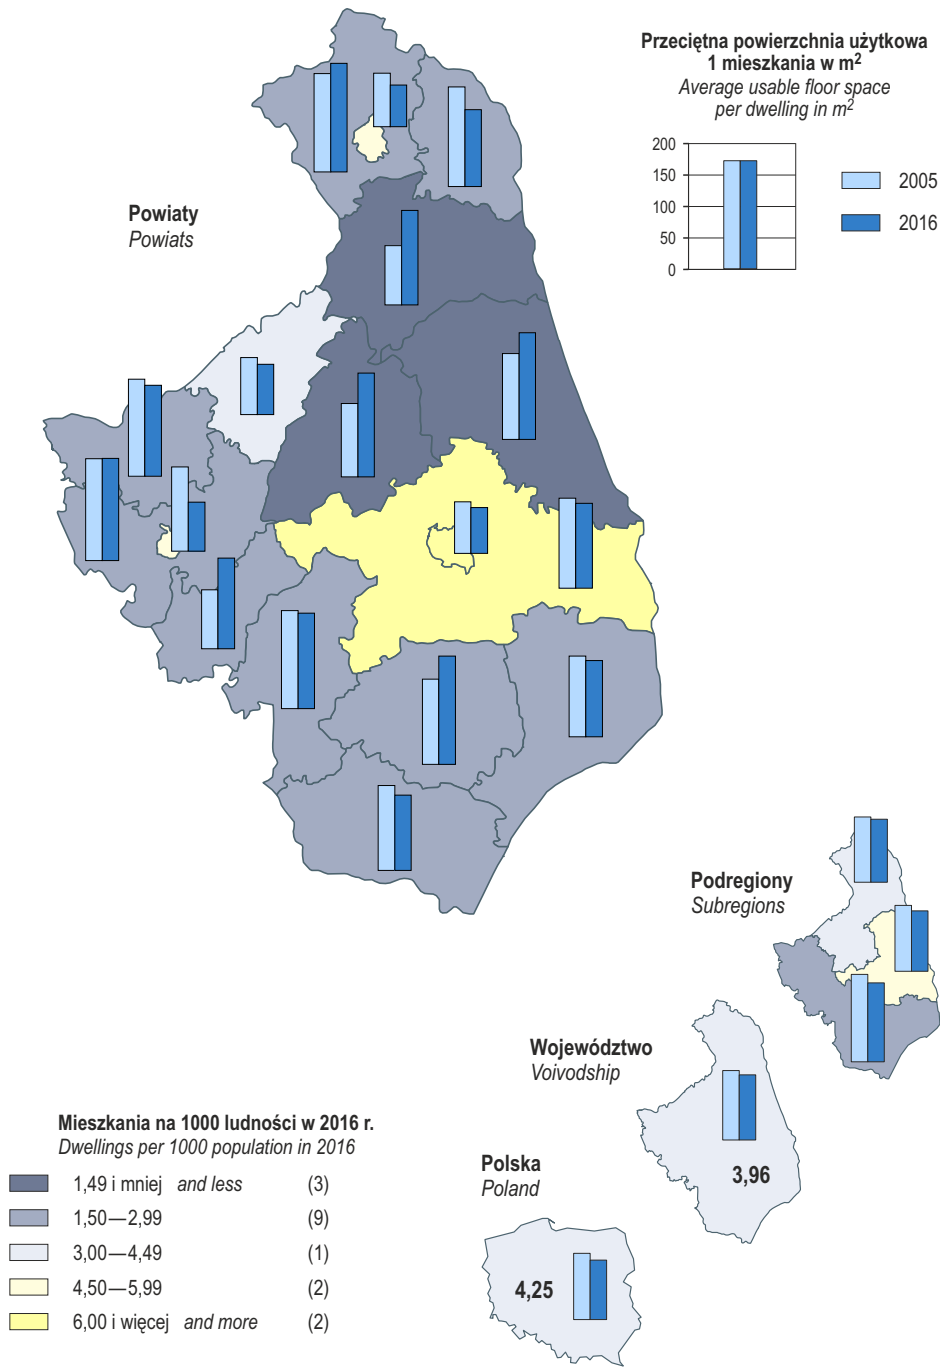 Przeciętna powierzchnia użytkowa
1 mieszkania w m²
Average usable floor space
per dwelling in m²
200
150
100
50
0
2005
2016
Powiaty
Powiats
Podregiony
Subregions
Województwo
Voivodship
3,96
Polska
Poland
4,25
Mieszkania na 1000 ludności w 2016 r.
Dwellings per 1000 population in 2016
1,49 i mniej and less (3)
1,50—2,99 (9)
3,00—4,49 (1)
4,50—5,99 (2)
6,00 i więcej and more (2)